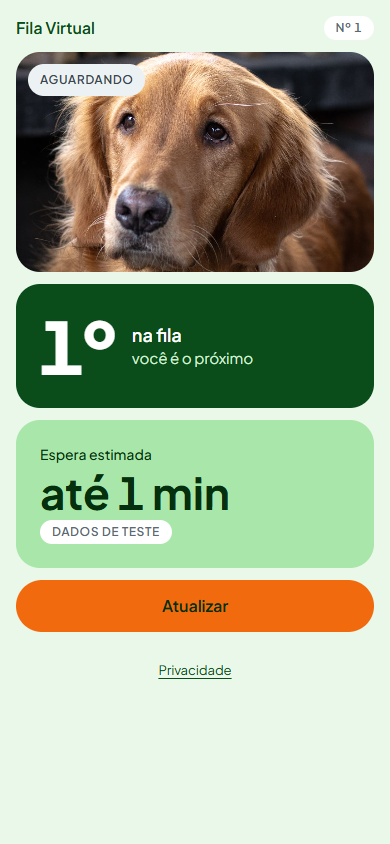 Fila Virtual
Nº 1
AGUARDANDO
1º
na fila
você é o próximo
Espera estimada
até 1 min
DADOS DE TESTE
Atualizar
Privacidade